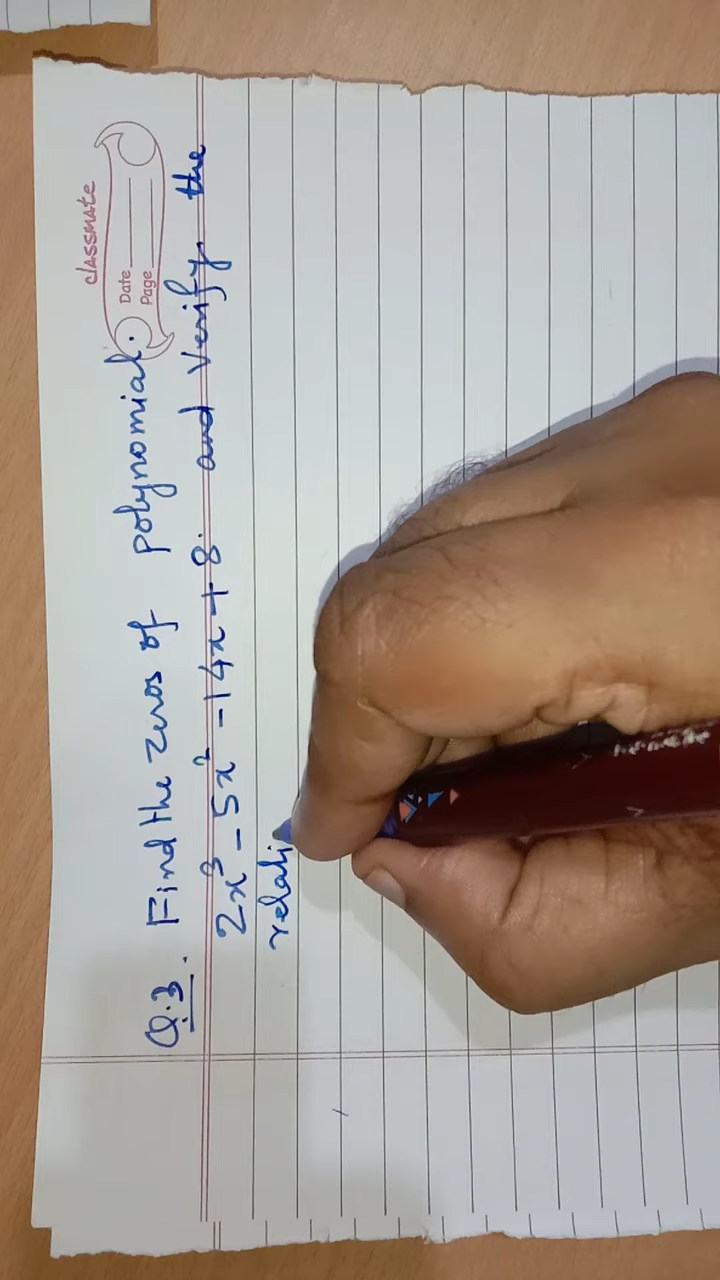 classmate
Date
Page
Q.3. Find the zeros of polynomial.
2x³ - 5x² - 14x + 8. and Verify the
relati